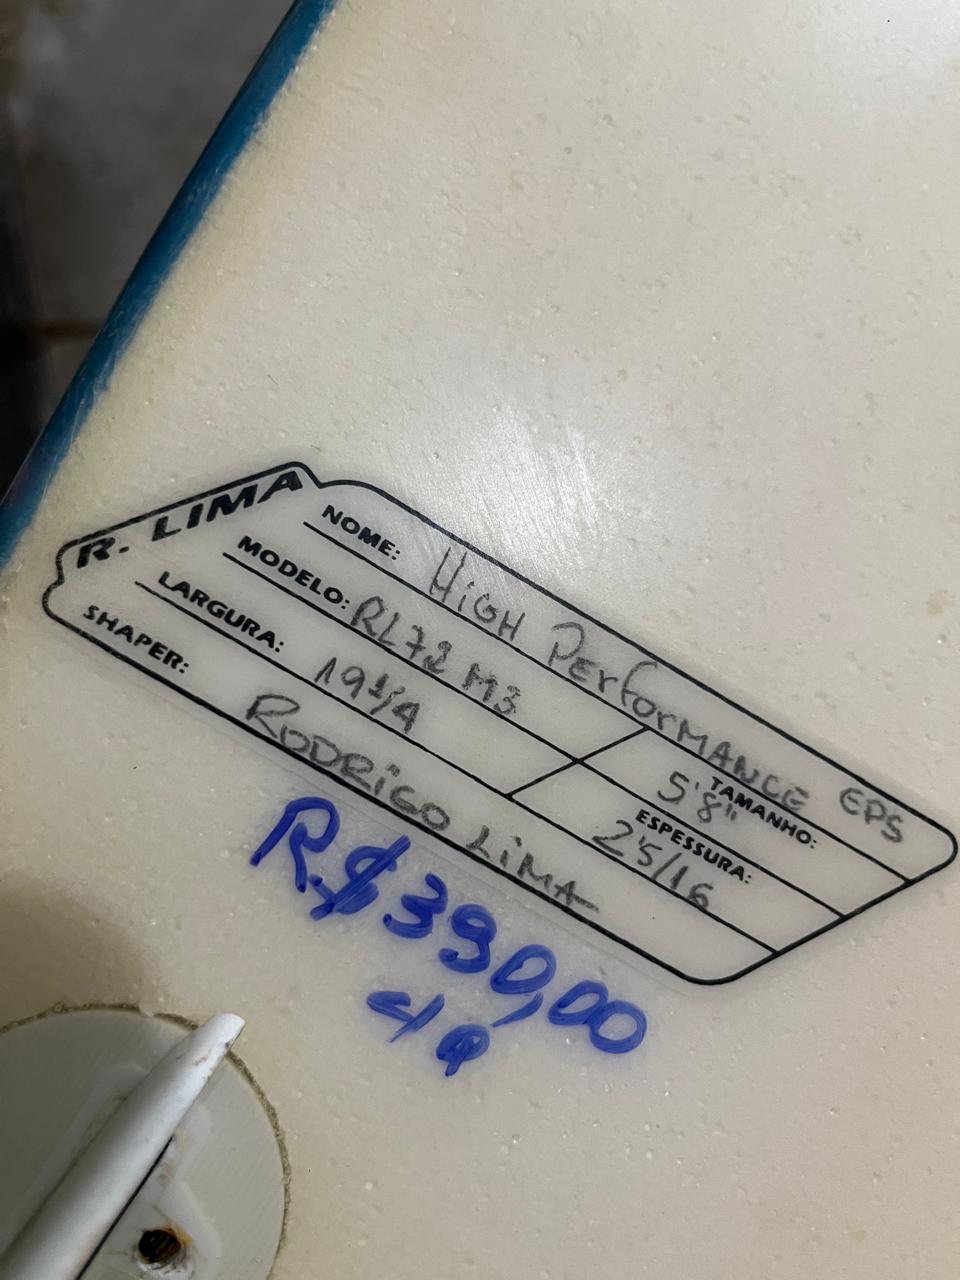 R. LIMA
NOME: HIGH PERFORMANCE EPS
MODELO: RL72 M3
TAMANHO: 5'8"
LARGURA: 19 1/4
ESPESSURA: 2'5/16
SHAPER: RODRIGO LIMA
R$390,00